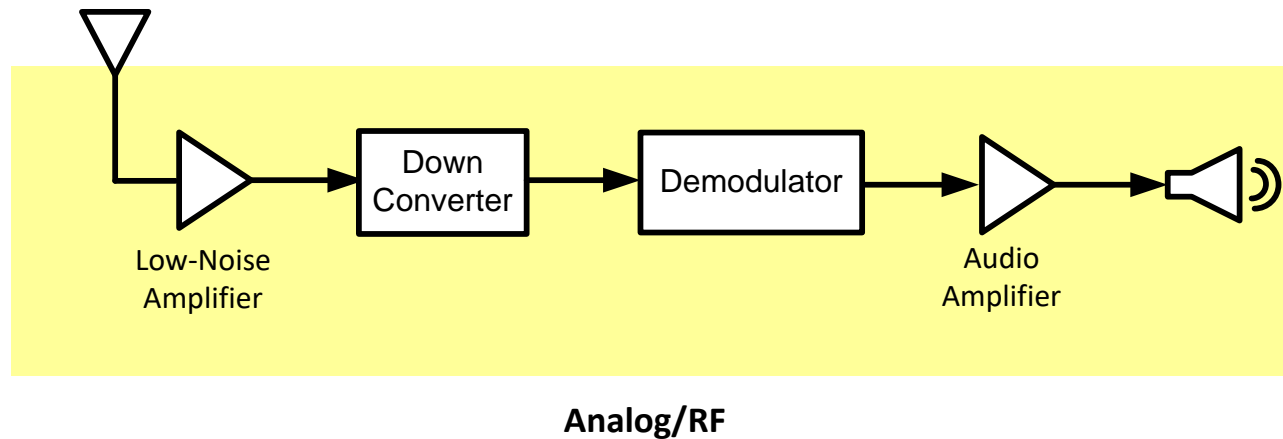 Down
Converter
Demodulator
Low-Noise
Amplifier
Audio
Amplifier
Analog/RF